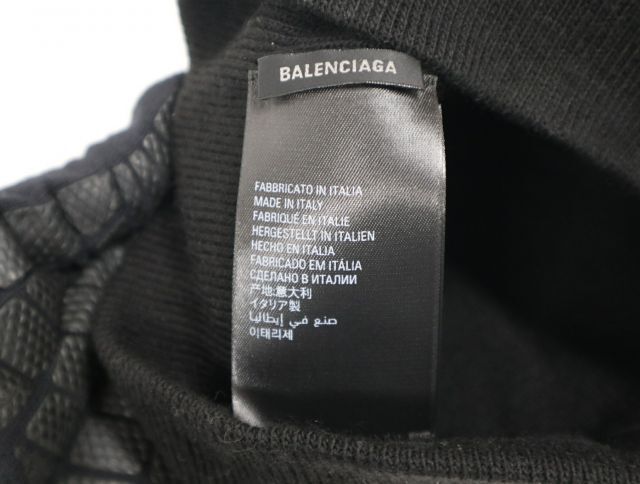 BALENCIAGA
FABBRICATO IN ITALIA
MADE IN ITALY
FABRIQUÉ EN ITALIE
HERGESTELLT IN ITALIEN
HECHO EN ITALIA
FABRICADO EM ITÁLIA
СДЕЛАНО В ИТАЛИИ
产地:意大利
イタリア製
صنع في إيطاليا
이태리제